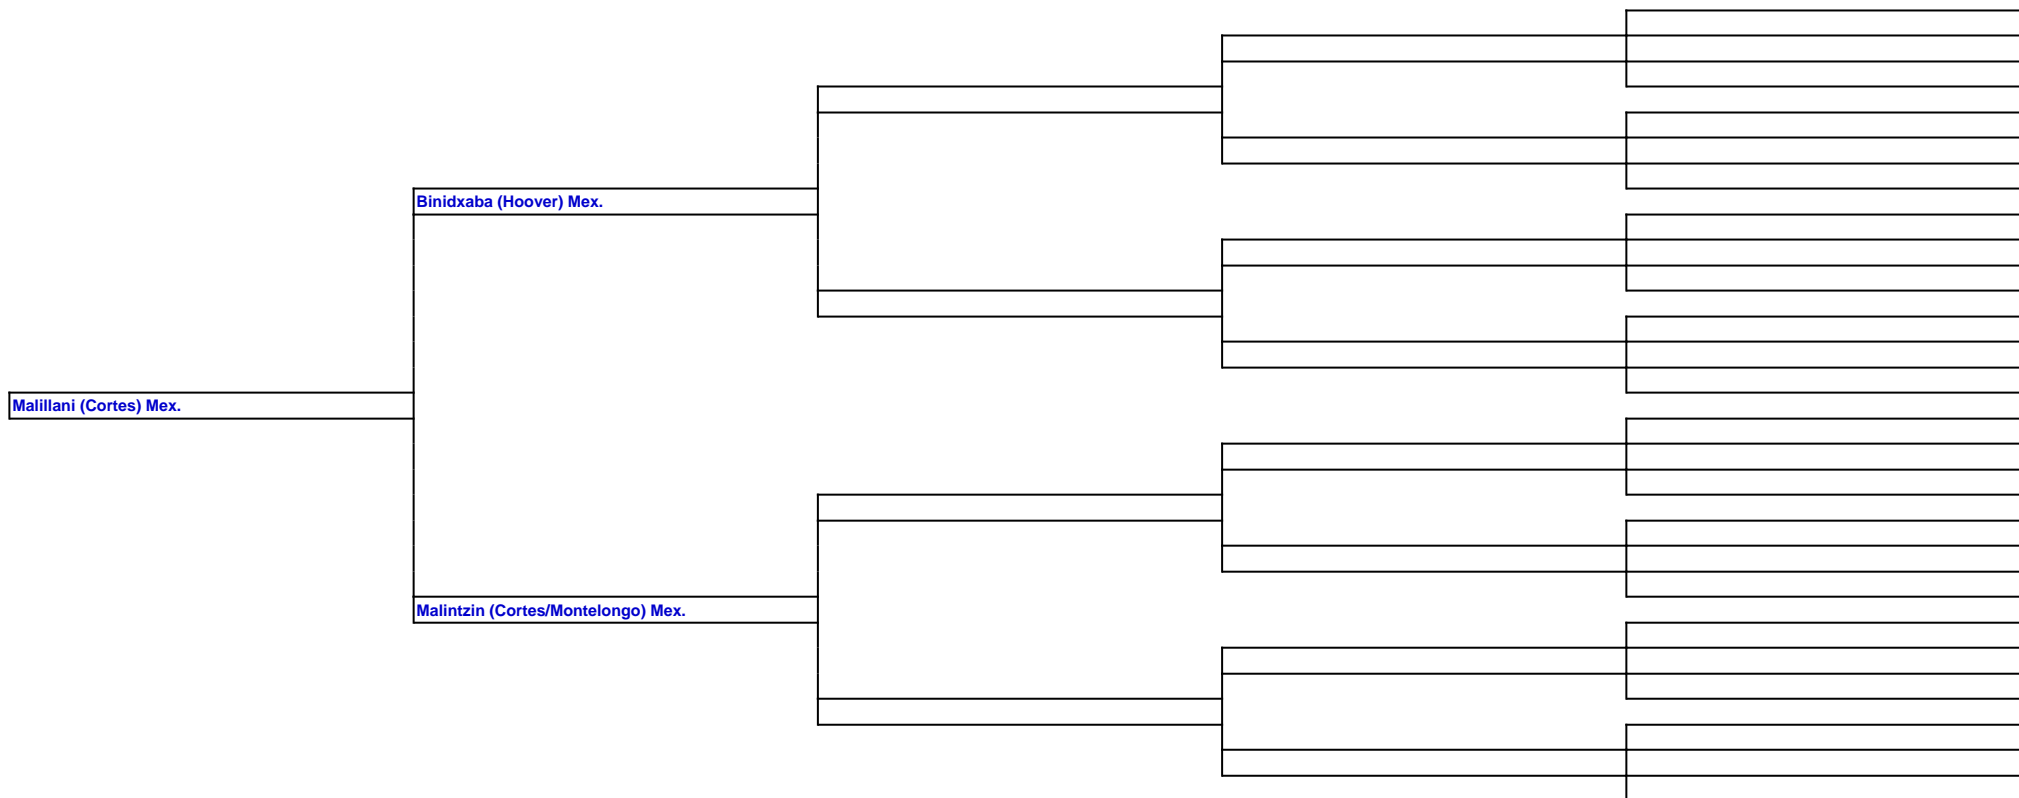 Binidxaba (Hoover) Mex.
Malillani (Cortes) Mex.
Malintzin (Cortes/Montelongo) Mex.